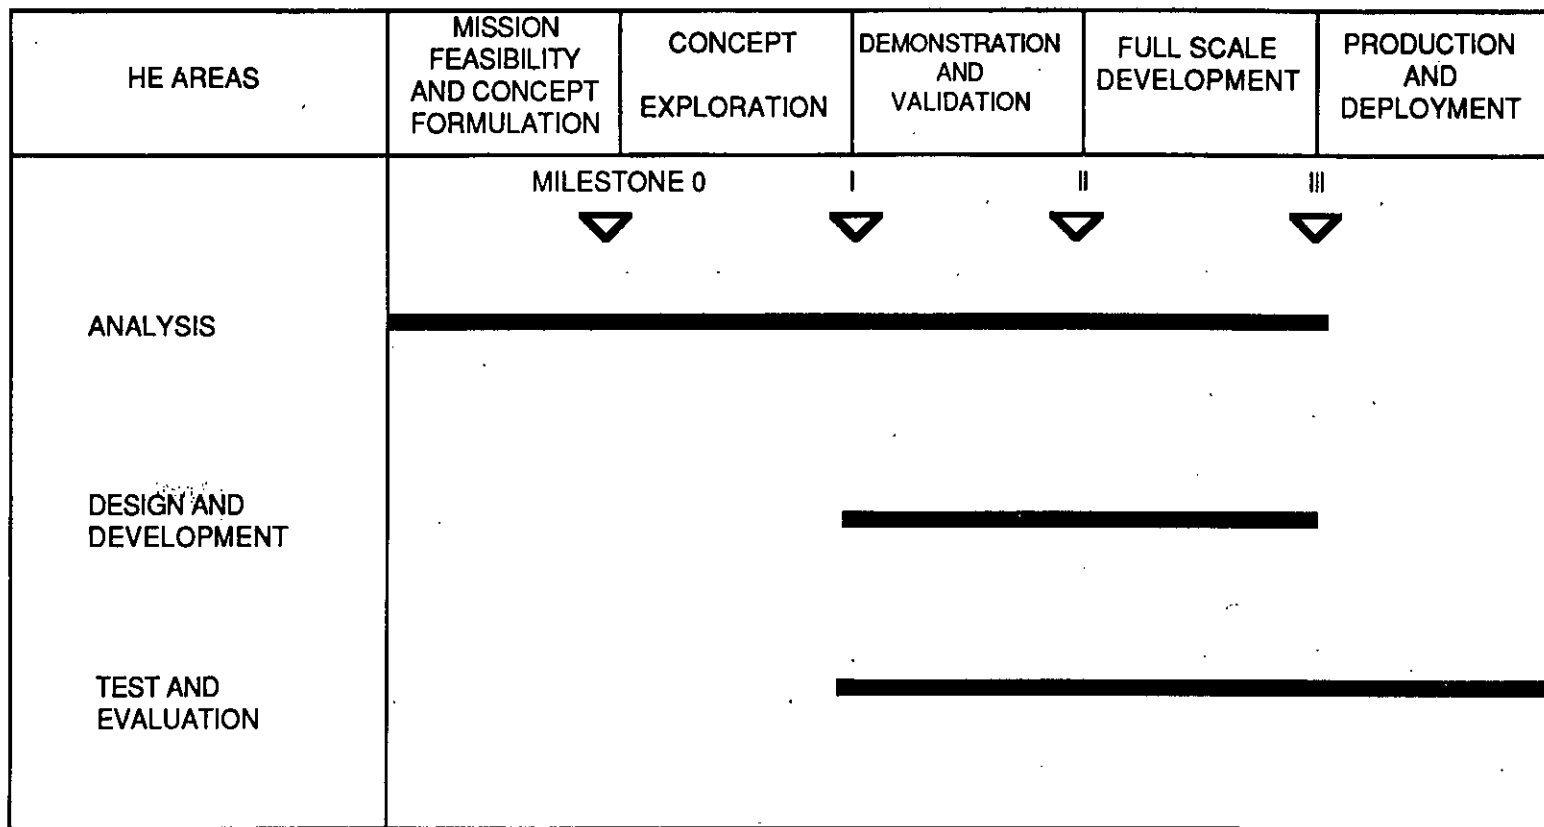 HE AREAS
MISSION
FEASIBILITY
AND CONCEPT
FORMULATION
CONCEPT
EXPLORATION
DEMONSTRATION
AND
VALIDATION
FULL SCALE
DEVELOPMENT
PRODUCTION
AND
DEPLOYMENT
MILESTONE 0 I II III
ANALYSIS
DESIGN AND
DEVELOPMENT
TEST AND
EVALUATION